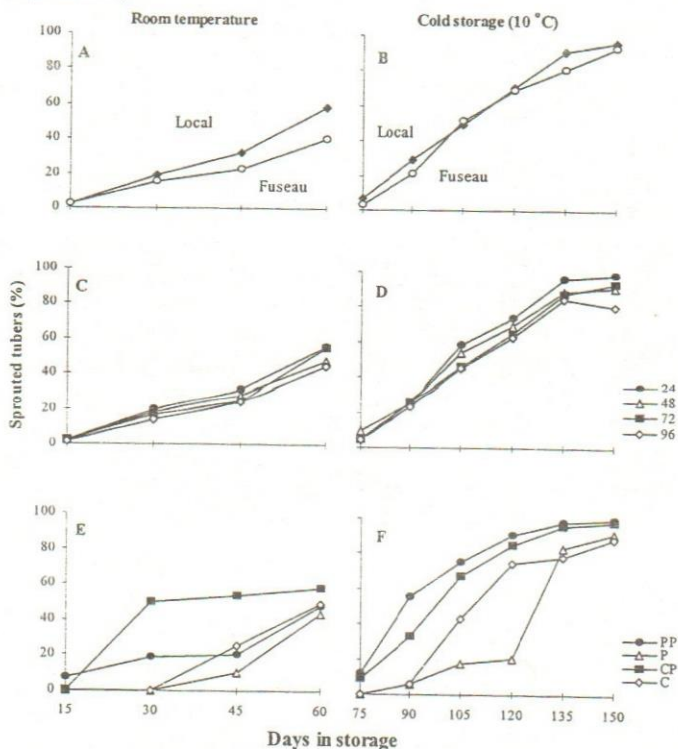 Room temperature
Cold storage (10 °C)
100
80
60
40
20
0
A
Local
Fuseau
B
Local
Fuseau
Sprouted tubers (%)
100
80
60
40
20
0
C
D
24
48
72
96
100
80
60
40
20
0
E
F
PP
P
CP
C
15 30 45 60
75 90 105 120 135 150
Days in storage